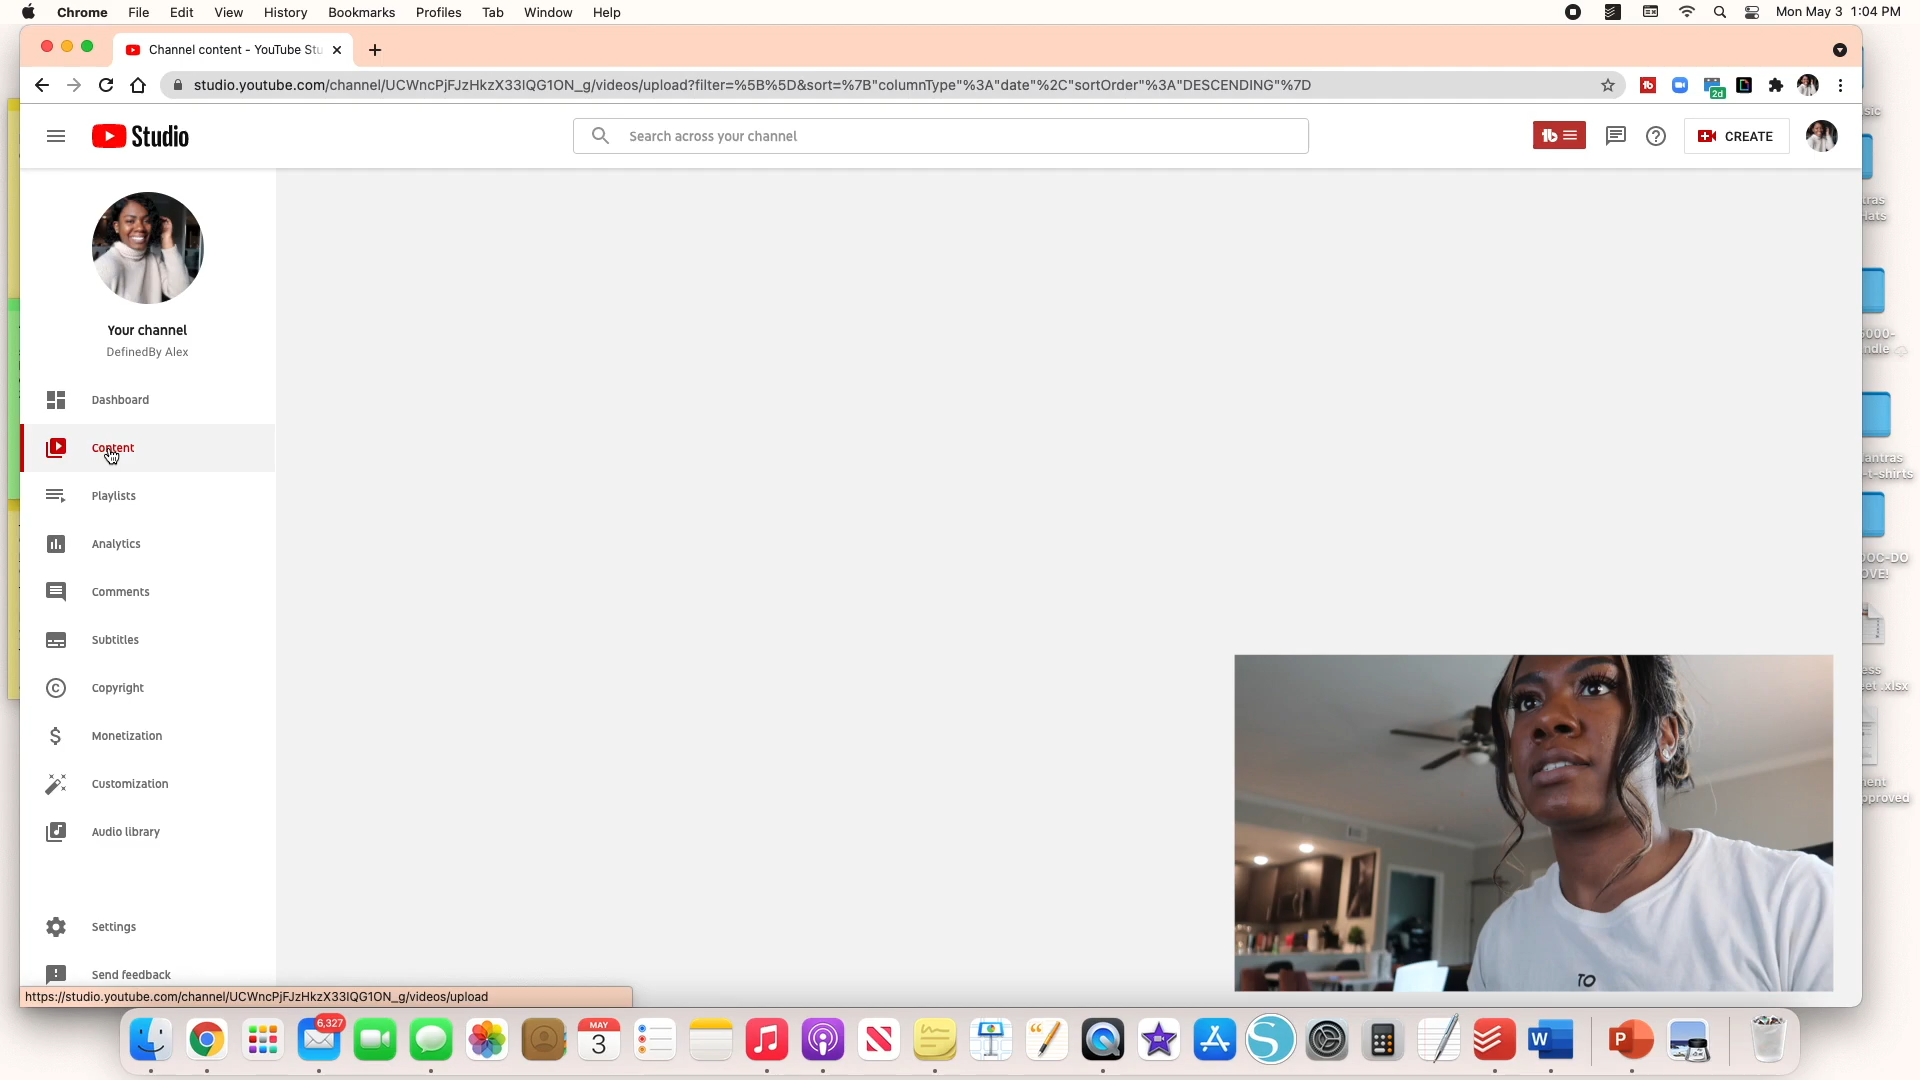 Chrome File Edit View History Bookmarks Profiles Tab Window Help
Mon May 3 1:04 PM
Channel content - YouTube Stu
studio.youtube.com/channel/UCWncPjFJzHkzX33IQG1ON_g/videos/upload?filter=%5B%5D&sort=%7B"columnType"%3A"date"%2C"sortOrder"%3A"DESCENDING"%7D
2d
Studio
Search across your channel
CREATE
Your channel
DefinedBy Alex
Dashboard
Content
Playlists
Analytics
Comments
Subtitles
Copyright
Monetization
Customization
Audio library
Settings
Send feedback
https://studio.youtube.com/channel/UCWncPjFJzHkzX33IQG1ON_g/videos/upload
TO
6,327
MAY
3